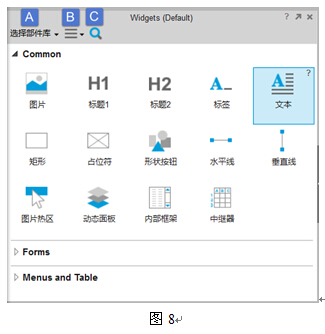 A B C
Widgets (Default) ?
选择部件库
Common
图片 标题1 标题2 标签 文本 ?
矩形 占位符 形状按钮 水平线 垂直线
图片热区 动态面板 内部框架 中继器
Forms
Menus and Table
图 8